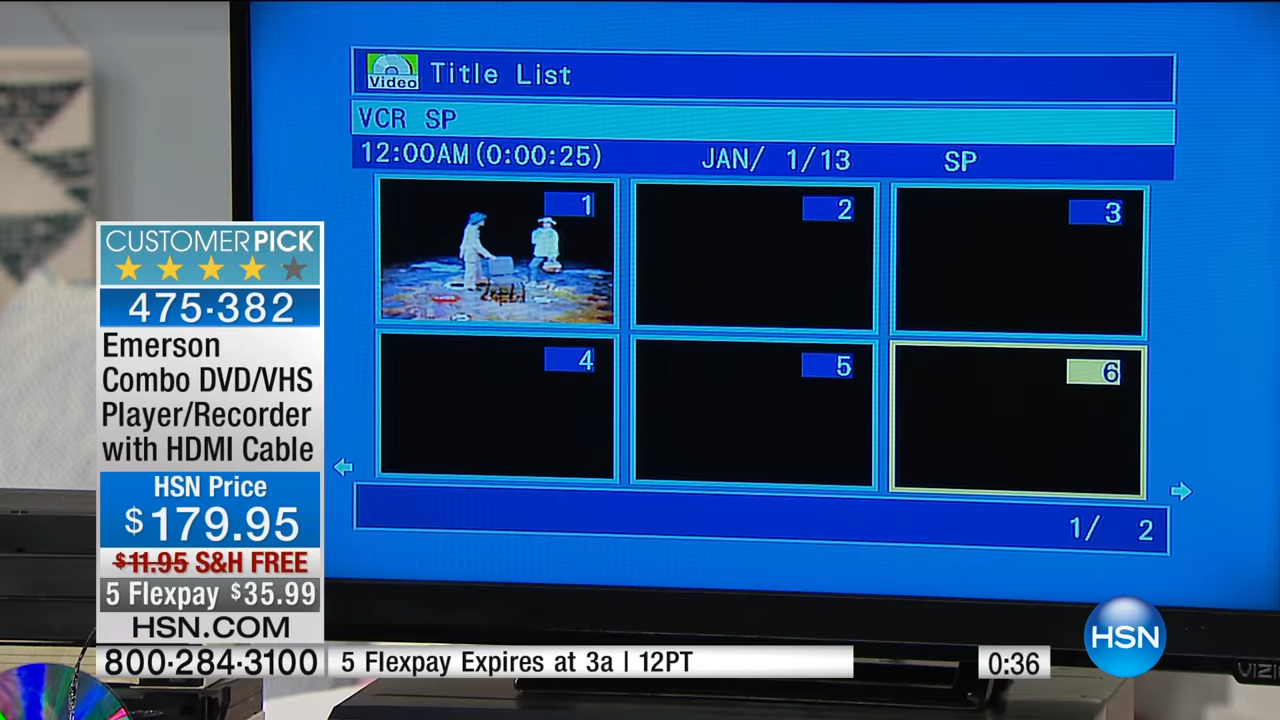 Video Title List
VCR SP
12:00AM(0:00:25) JAN/ 1/13 SP
1
2
3
4
5
6
1/ 2
CUSTOMER PICK
475-382
Emerson
Combo DVD/VHS
Player/Recorder
with HDMI Cable
HSN Price
$179.95
$11.95 S&H FREE
5 Flexpay $35.99
HSN.COM
800-284-3100
5 Flexpay Expires at 3a | 12PT
0:36
HSN
VIZI